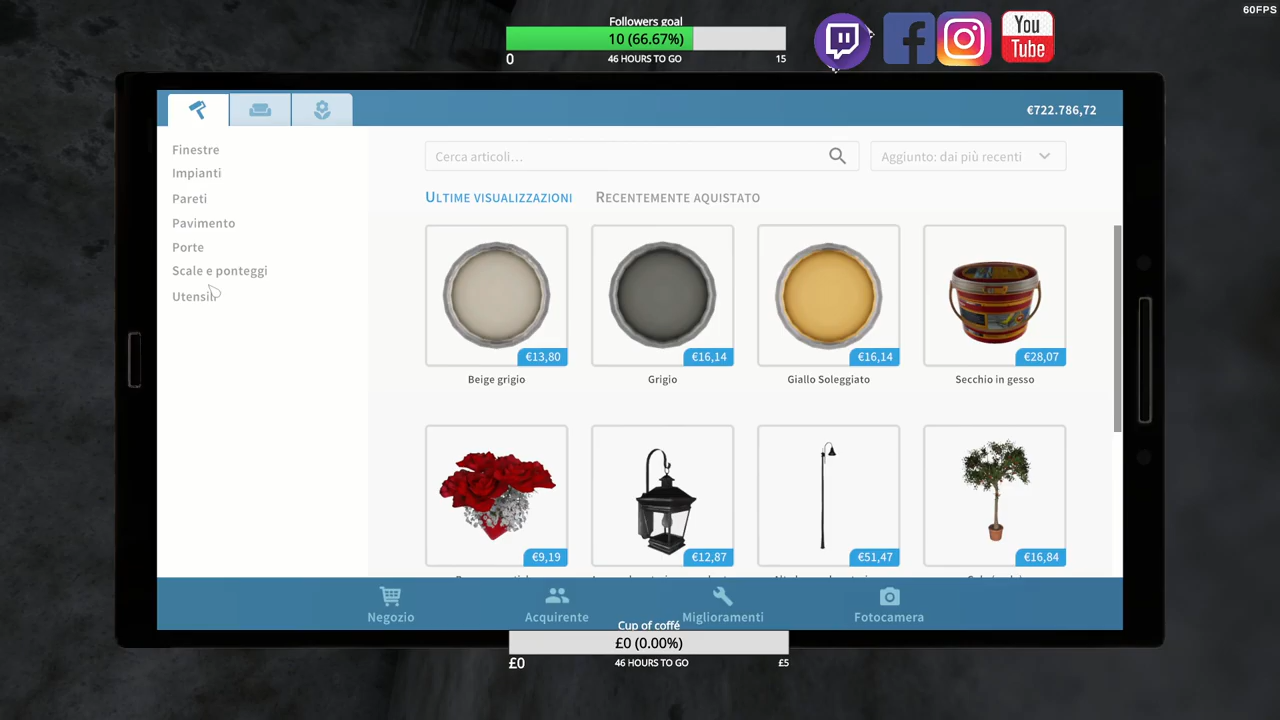 60FPS
Followers goal
10 (66.67%)
0 46 HOURS TO GO 15
You
Tube
€722.786,72
Finestre
Impianti
Pareti
Pavimento
Porte
Scale e ponteggi
Utensili
Cerca articoli...
Aggiunto: dai più recenti
ULTIME VISUALIZZAZIONI RECENTEMENTE AQUISTATO
€13,80 €16,14 €16,14 €28,07
Beige grigio Grigio Giallo Soleggiato Secchio in gesso
€9,19 €12,87 €51,47 €16,84
Negozio Acquirente Miglioramenti Fotocamera
Cup of coffé
£0 (0.00%)
£0 46 HOURS TO GO £5